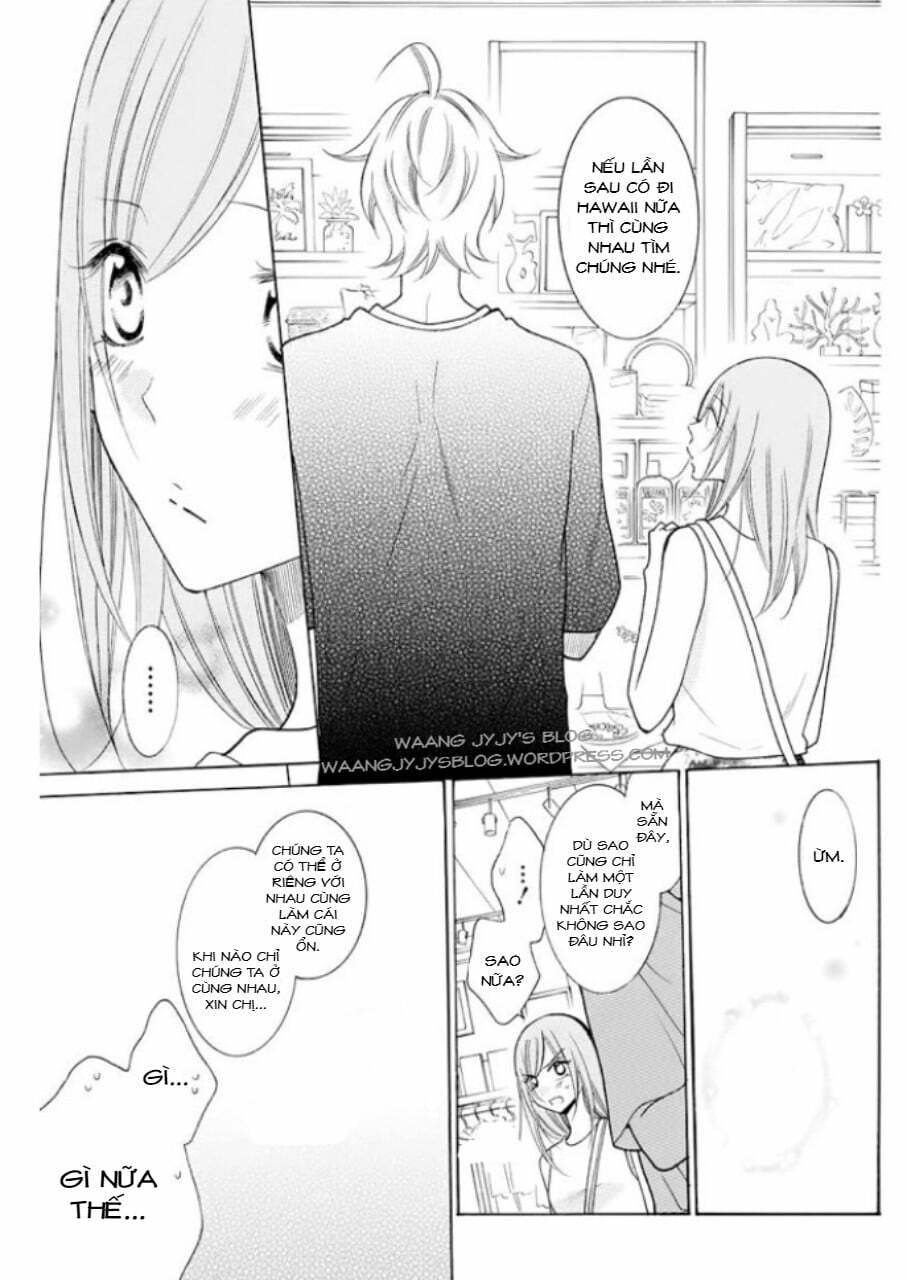 NẾU LẦN
SAU CÓ ĐI
HAWAII NỮA
THÌ CÙNG
NHAU TÌM
CHÚNG NHÉ.
......
WAANG JYJY'S BLOG
WAANGJYJYSBLOG.WORDPRESS.COM
ỪM.
MÀ
SẴN
ĐÂY,
DÙ SAO
CŨNG CHỈ
LÀM MỘT
LẦN DUY
NHẤT CHẮC
KHÔNG SAO
ĐÂU NHỈ?
...!
SAO
NỮA?
CHÚNG TA
CÓ THỂ Ở
RIÊNG VỚI
NHAU CÙNG
LÀM CÁI
NÀY CŨNG
ỔN.
KHI NÀO CHỈ
CHÚNG TA Ở
CÙNG NHAU,
XIN CHỊ...
GÌ...
GÌ NỮA
THẾ...